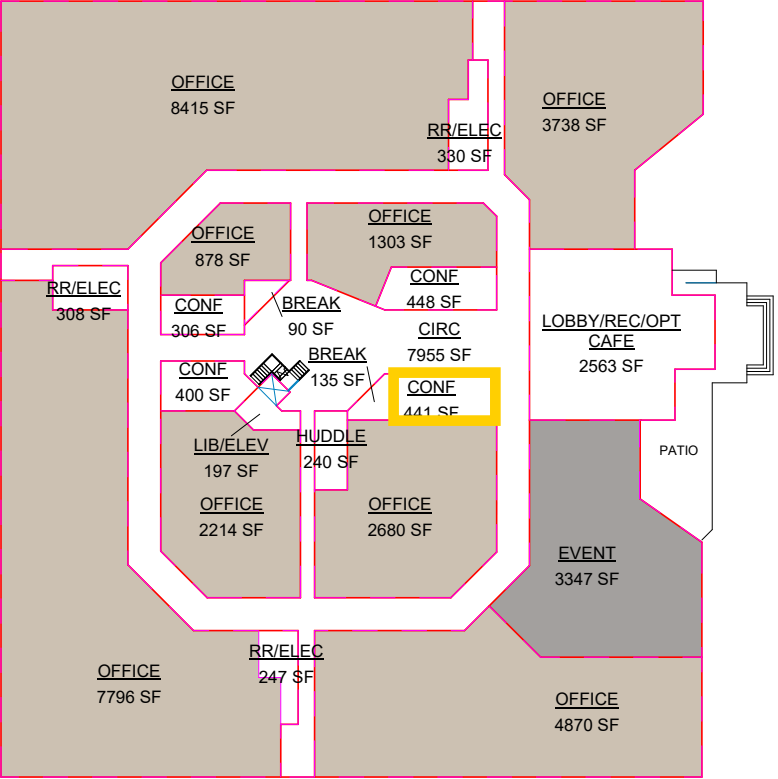 OFFICE
8415 SF
OFFICE
3738 SF
RR/ELEC
330 SF
OFFICE
878 SF
OFFICE
1303 SF
CONF
448 SF
RR/ELEC
308 SF
CONF
306 SF
BREAK
90 SF
CIRC
7955 SF
LOBBY/REC/OPT
CAFE
2563 SF
CONF
400 SF
BREAK
135 SF
CONF
441 SF
LIB/ELEV
197 SF
HUDDLE
240 SF
PATIO
OFFICE
2214 SF
OFFICE
2680 SF
EVENT
3347 SF
RR/ELEC
247 SF
OFFICE
7796 SF
OFFICE
4870 SF